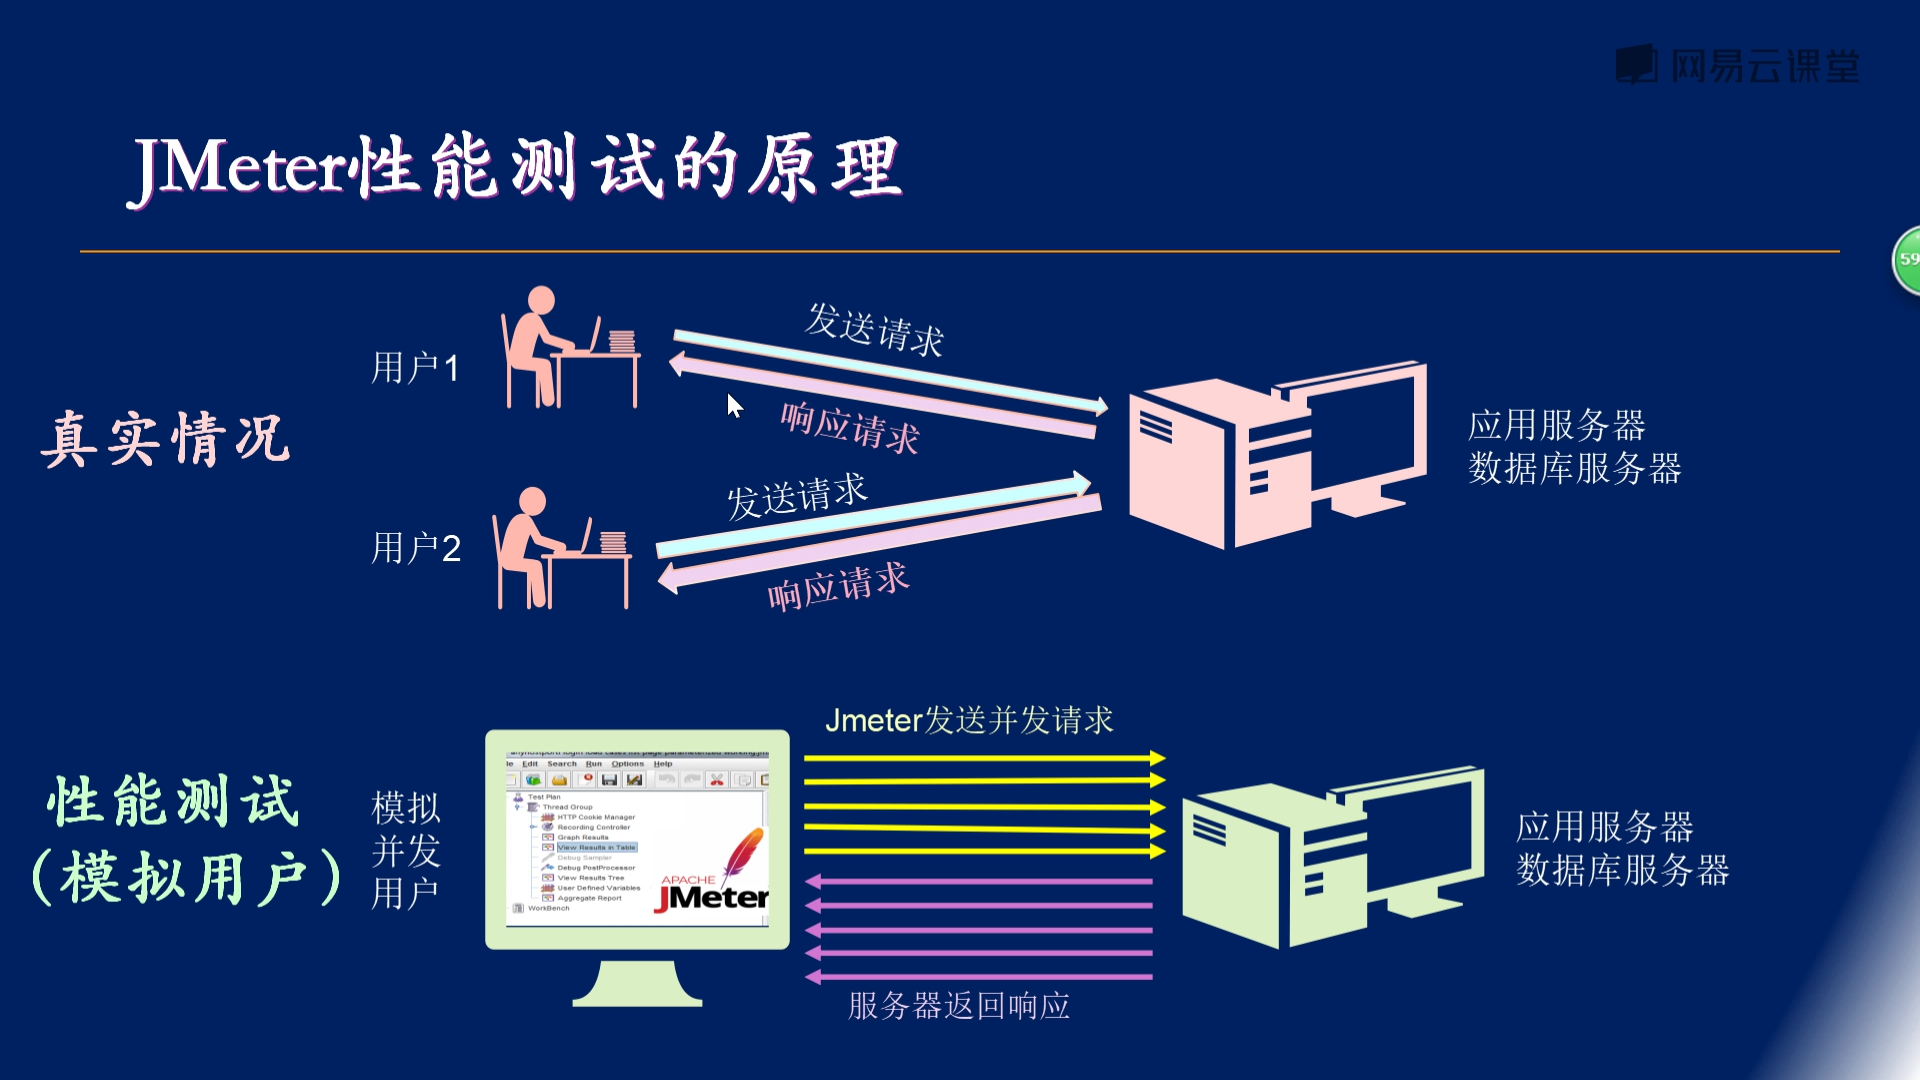 网易云课堂
JMeter性能测试的原理
59
用户1
发送请求
响应请求
真实情况
应用服务器
数据库服务器
用户2
发送请求
响应请求
Jmeter发送并发请求
性能测试
(模拟用户)
模拟
并发
用户
Edit Search Run Options Help
Test Plan
Thread Group
HTTP Cookie Manager
Recording Controller
Graph Results
View Results in Table
Debug Sampler
Debug PostProcessor
View Results Tree
User Defined Variables
Aggregate Report
WorkBench
APACHE
JMeter
应用服务器
数据库服务器
服务器返回响应